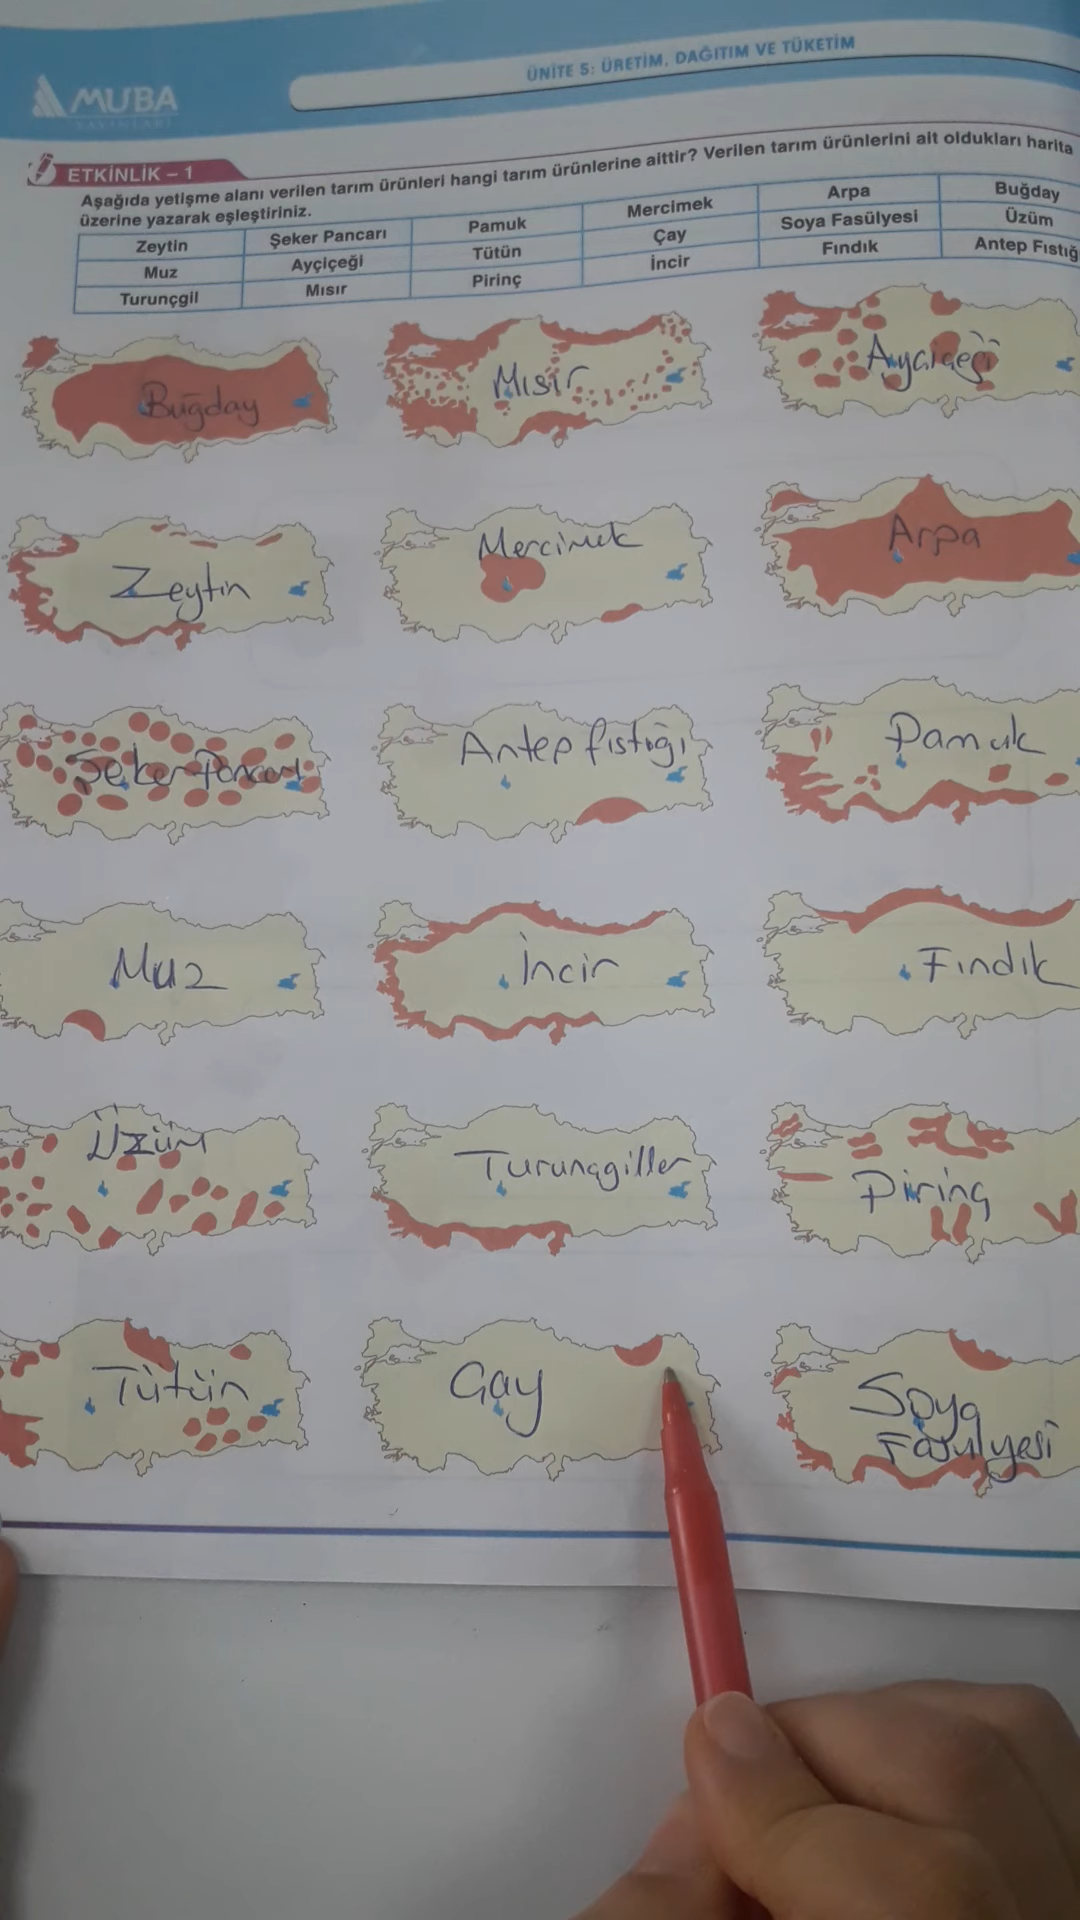 ÜNİTE 5: ÜRETİM, DAĞITIM VE TÜKETİM
MUBA
YAYINLARI
ETKİNLİK – 1
Aşağıda yetişme alanı verilen tarım ürünleri hangi tarım ürünlerine aittir? Verilen tarım ürünlerini ait oldukları harita
üzerine yazarak eşleştiriniz.
Zeytin Şeker Pancarı Pamuk Mercimek Arpa Buğday
Muz Ayçiçeği Tütün Çay Soya Fasülyesi Üzüm
Turunçgil Mısır Pirinç İncir Fındık Antep Fıstığ
Buğday Mısır Ayçiçeği
Zeytin Mercimek Arpa
Şeker Pancarı Antep fıstığı Pamuk
Muz İncir Fındık
Üzüm Turunçgiller Pirinç
Tütün Çay Soya
Fasulyesi